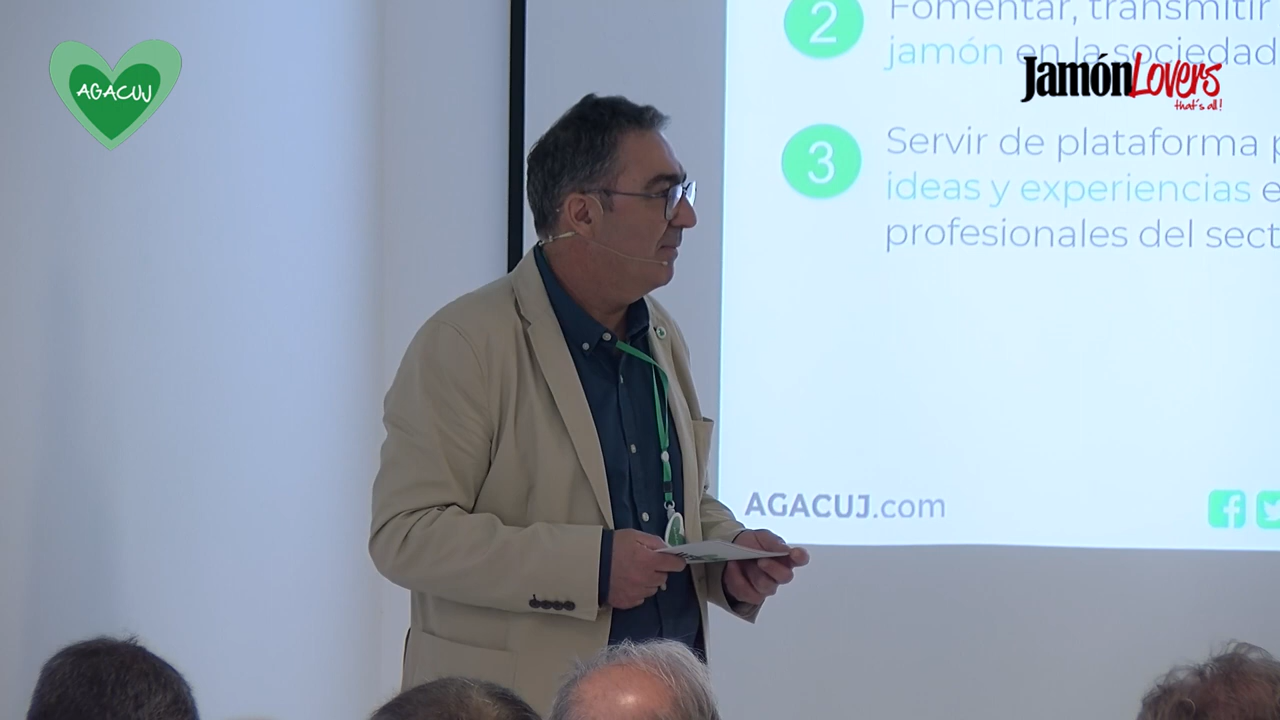 AGACUJ
2
Fomentar, transmitir
jamón en la sociedad
JamónLovers
that's all!
3
Servir de plataforma
ideas y experiencias
profesionales del sect
AGACUJ.com